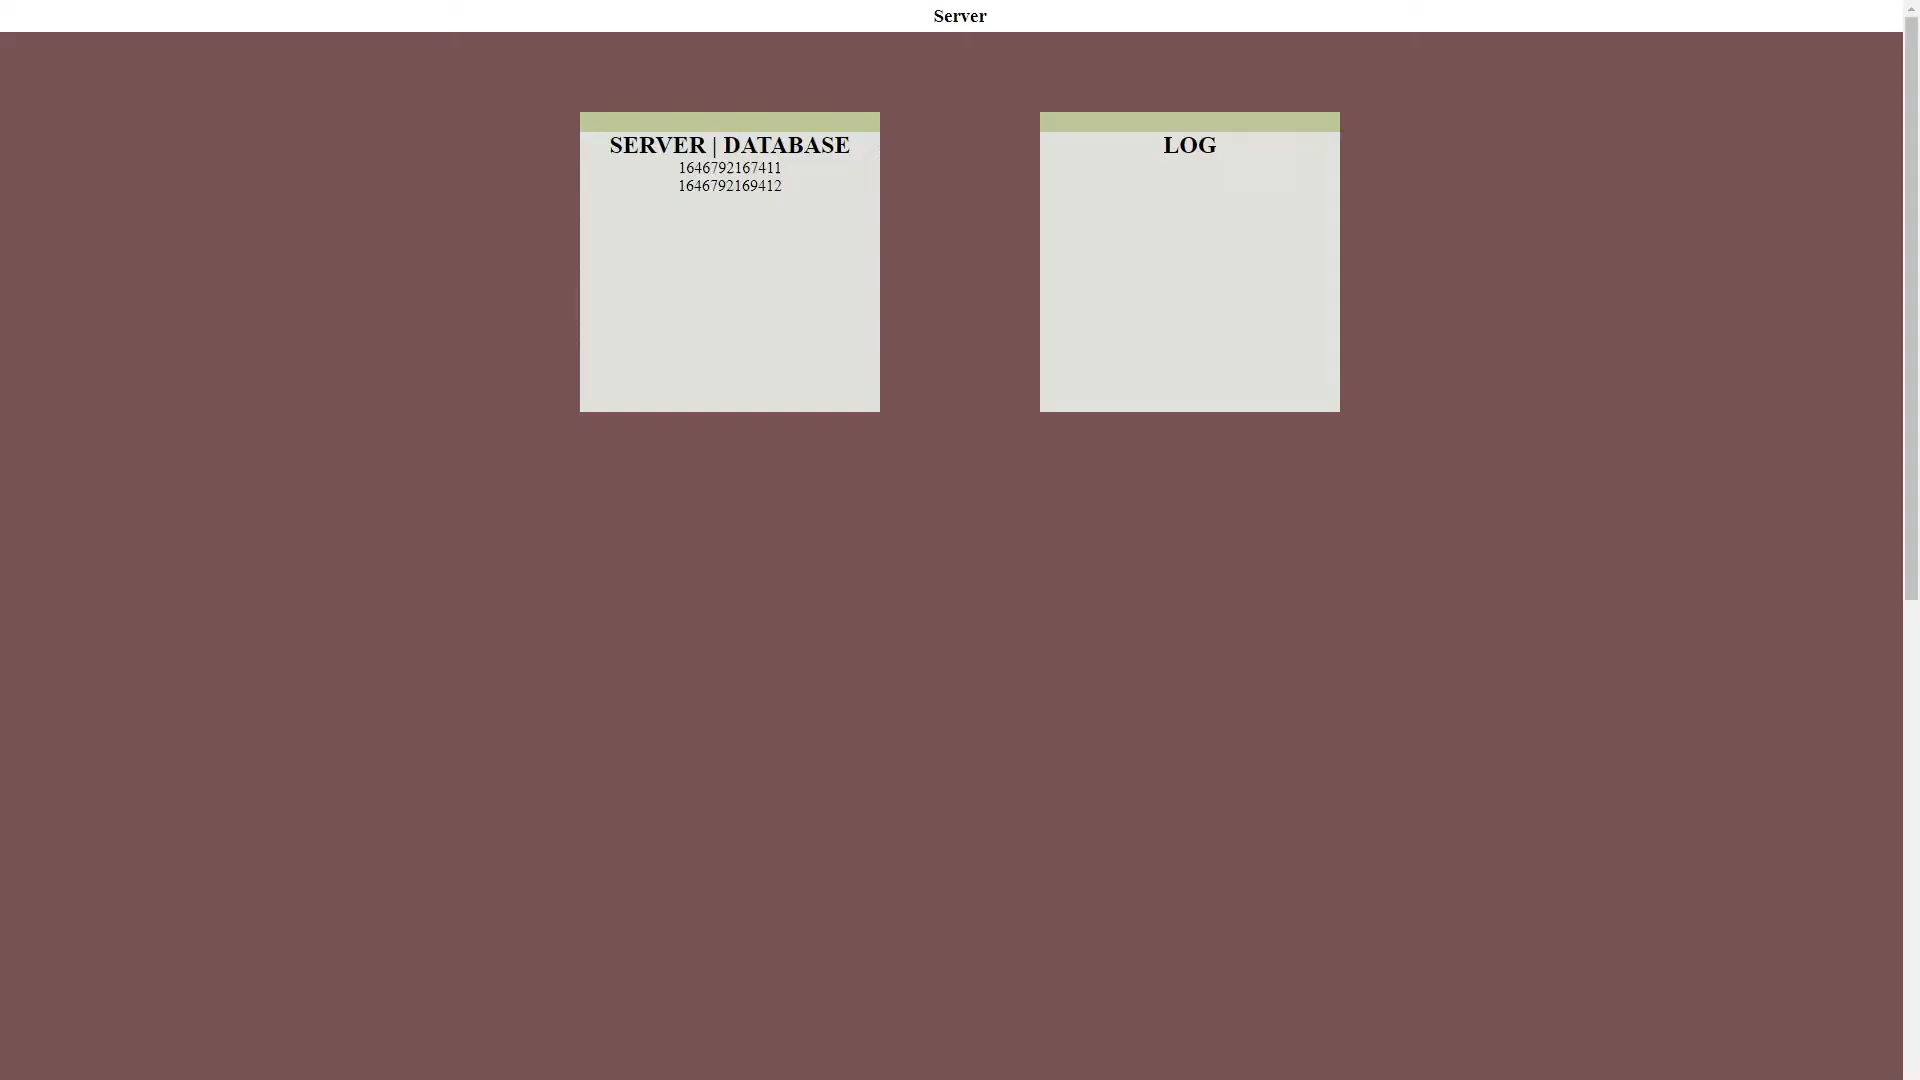 Server
SERVER | DATABASE
1646792167411
1646792169412
LOG